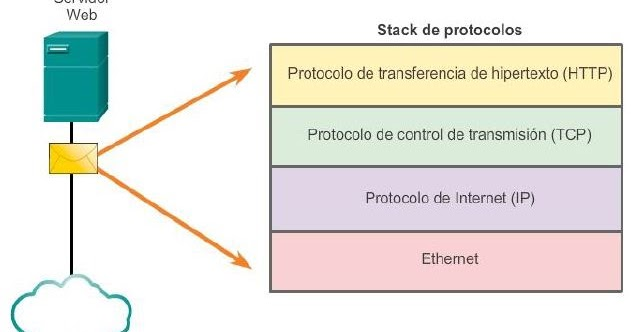 Servidor
Web
Stack de protocolos
Protocolo de transferencia de hipertexto (HTTP)
Protocolo de control de transmisión (TCP)
Protocolo de Internet (IP)
Ethernet